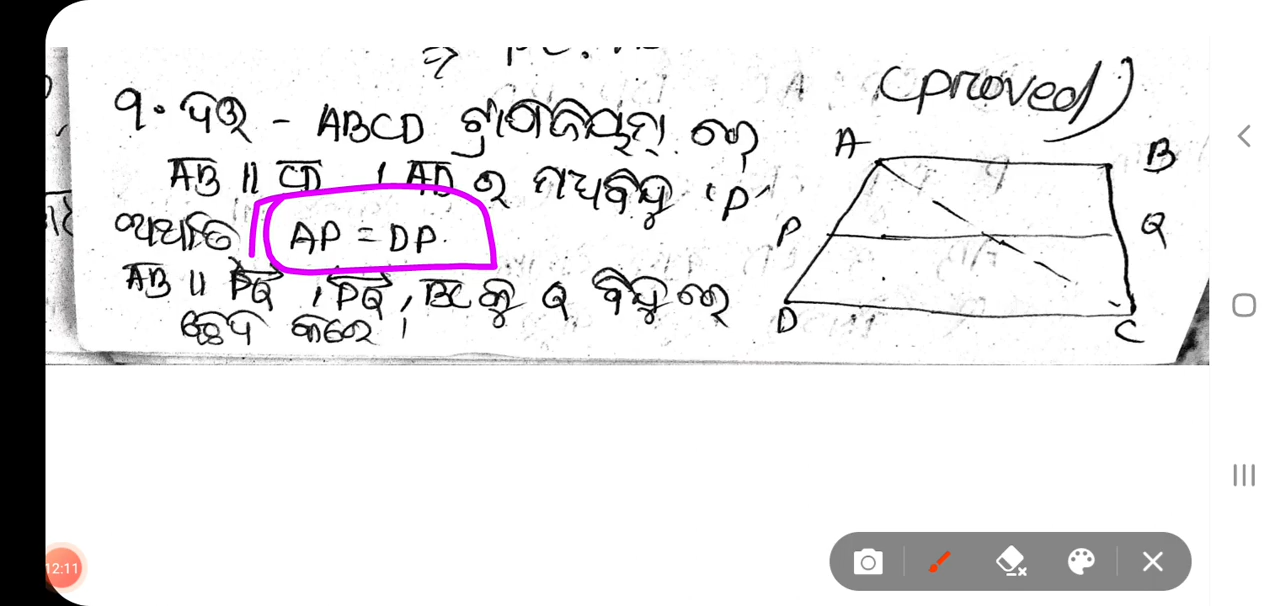 (proved)
୨. ଦତ୍ତ - ABCD ଟ୍ରାପିଜିୟମ୍ ରେ
AB || CD , AD ର ମଧ୍ୟବିନ୍ଦୁ 'P'
ଅର୍ଥାତ AP = DP.
AB || PQ , PQ , BC କୁ Q ବିନ୍ଦୁ ରେ
ଛେଦ କରେ ।
A
B
P
Q
D
C
12:11